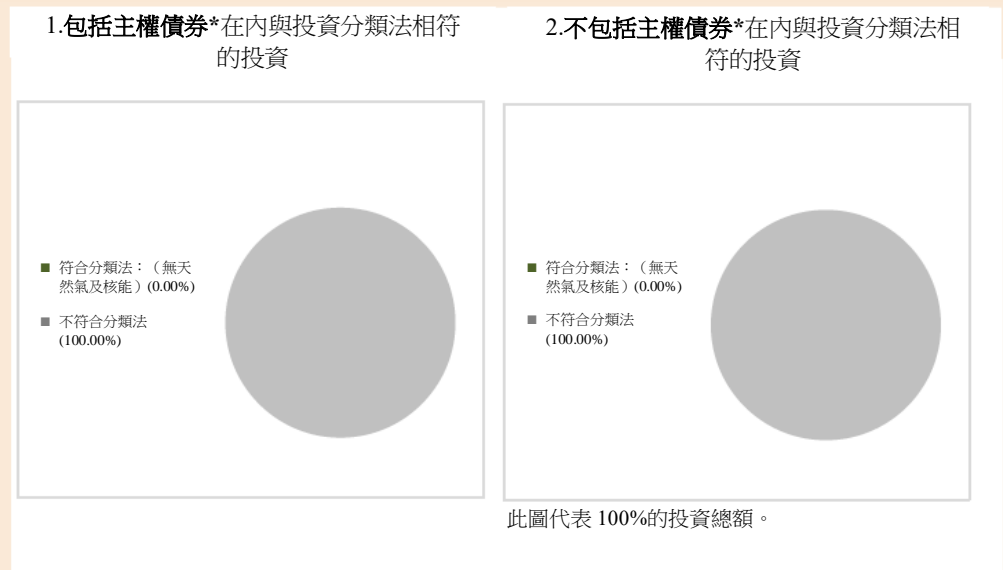 1.包括主權債券*在內與投資分類法相符
的投資
符合分類法：（無天
然氣及核能）(0.00%)
不符合分類法
(100.00%)
2.不包括主權債券*在內與投資分類法相
符的投資
符合分類法：（無天
然氣及核能）(0.00%)
不符合分類法
(100.00%)
此圖代表 100%的投資總額。